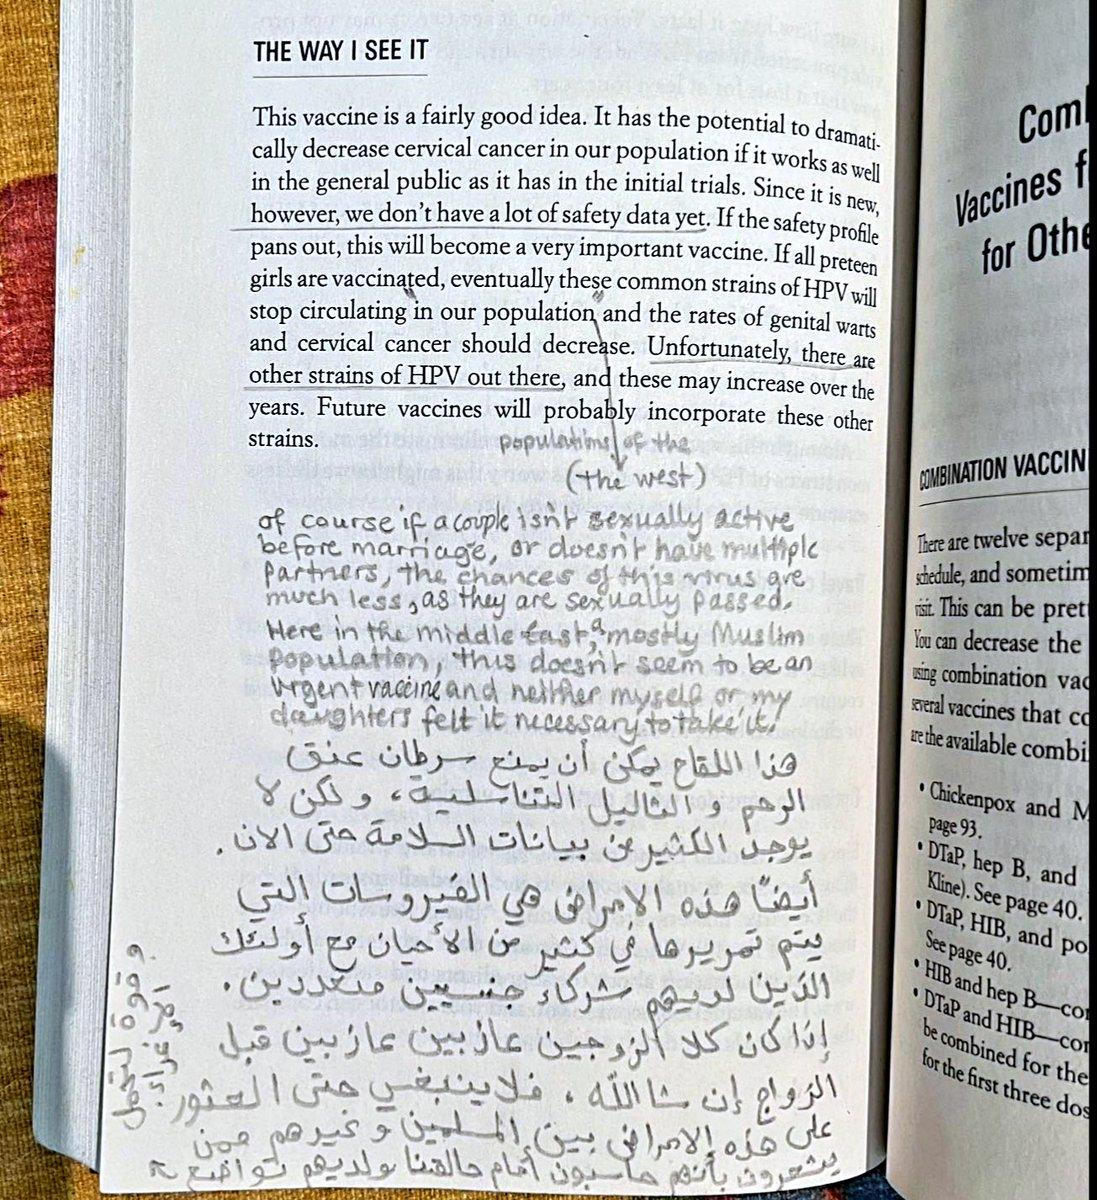 THE WAY I SEE IT
This vaccine is a fairly good idea. It has the potential to dramati-
cally decrease cervical cancer in our population if it works as well
in the general public as it has in the initial trials. Since it is new,
however, we don't have a lot of safety data yet. If the safety profile
pans out, this will become a very important vaccine. If all preteen
girls are vaccinated, eventually these common strains of HPV will
stop circulating in our population and the rates of genital warts
and cervical cancer should decrease. Unfortunately, there are
other strains of HPV out there, and these may increase over the
years. Future vaccines will probably incorporate these other
strains.
populations of the
(the west)
of course if a couple isn't sexually active
before marriage, or doesn't have multiple
partners, the chances of this virus are
much less, as they are sexually passed.
Here in the middle East, a mostly Muslim
population, this doesn't seem to be an
urgent vaccine and neither myself or my
daughters felt it necessary to take it!
هذا اللقاح يمكن أن يمنع سرطان عنق
الرحم و الثاليل التناسلية، و لكن لا
يوجد الكثير من بيانات السلامة حتى الان.
أيضاً هذه الامراض هي الفيروسات التي
يتم تمريرها في كثير من الأحيان مع أولئك
الذين لديهم شركاء جنسيين متعددين.
إذا كان كلا الزوجين عازبين عازبين قبل
الزواج إن شاالله، فلا ينبغي حتى العثور
على هذه الامراض بين المسلمين و غيرهم ممن
يشعرون بأنهم محاسبون أمام خالقنا ولديهم تواضع
و قوة لتحمل
Coml
Vaccines f
for Othe
COMBINATION VACCIN
There are twelve separ
schedule, and sometim
visit. This can be pret
You can decrease the
using combination vac
several vaccines that co
are the available combi
• Chickenpox and M
page 93.
• DTaP, hep B, and
Kline). See page 40.
• DTaP, HIB, and po
See page 40.
• HIB and hep B—co
• DTaP and HIB—co
be combined for the
for the first three dos